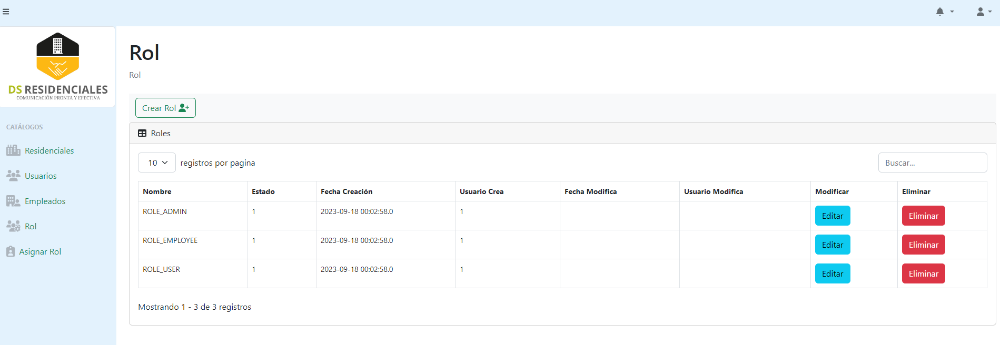 DS RESIDENCIALES
COMUNICACIÓN PRONTA Y EFECTIVA
CATÁLOGOS
Residenciales
Usuarios
Empleados
Rol
Asignar Rol
Rol
Rol
Crear Rol
Roles
10 registros por pagina
Buscar...
Nombre Estado Fecha Creación Usuario Crea Fecha Modifica Usuario Modifica Modificar Eliminar
ROLE_ADMIN 1 2023-09-18 00:02:58.0 1 Editar Eliminar
ROLE_EMPLOYEE 1 2023-09-18 00:02:58.0 1 Editar Eliminar
ROLE_USER 1 2023-09-18 00:02:58.0 1 Editar Eliminar
Mostrando 1 - 3 de 3 registros